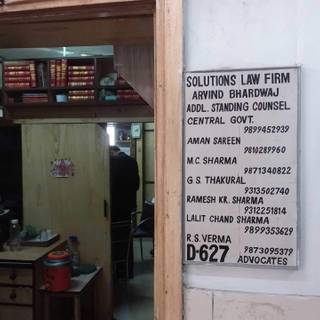 SOLUTIONS LAW FIRM
ARVIND BHARDWAJ
ADDL. STANDING COUNSEL
CENTRAL GOVT.
9899452939
AMAN SAREEN
9810289960
M.C. SHARMA
9871340822
G.S. THAKURAL
9313502740
RAMESH KR. SHARMA
9312251814
LALIT CHAND SHARMA
9899353629
R.S. VERMA
9873095379
D-627 ADVOCATES